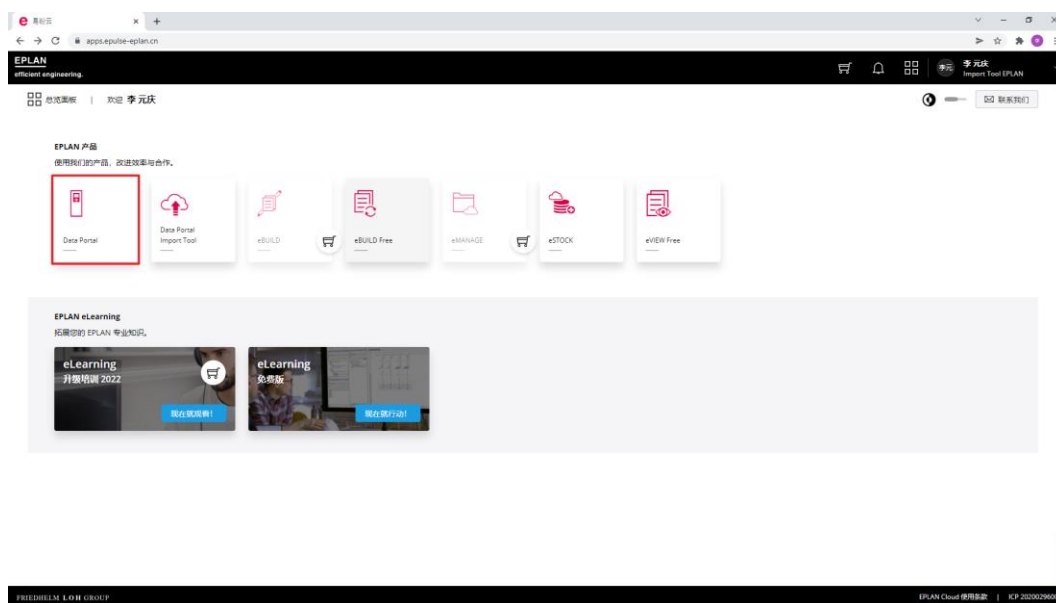 易盼云
apps.epulse-eplan.cn
EPLAN
efficient engineering.
李元
李 元庆
Import Tool EPLAN
总览面板 | 欢迎 李 元庆
联系我们
EPLAN 产品
使用我们的产品，改进效率与合作。
Data Portal
Data Portal
Import Tool
eBUILD
eBUILD Free
eMANAGE
eSTOCK
eVIEW Free
EPLAN eLearning
拓展您的 EPLAN 专业知识。
eLearning
升级培训 2022
现在就观看！
eLearning
免费版
现在就行动！
FRIEDHELM LOH GROUP
EPLAN Cloud 使用条款 | ICP 2020029606